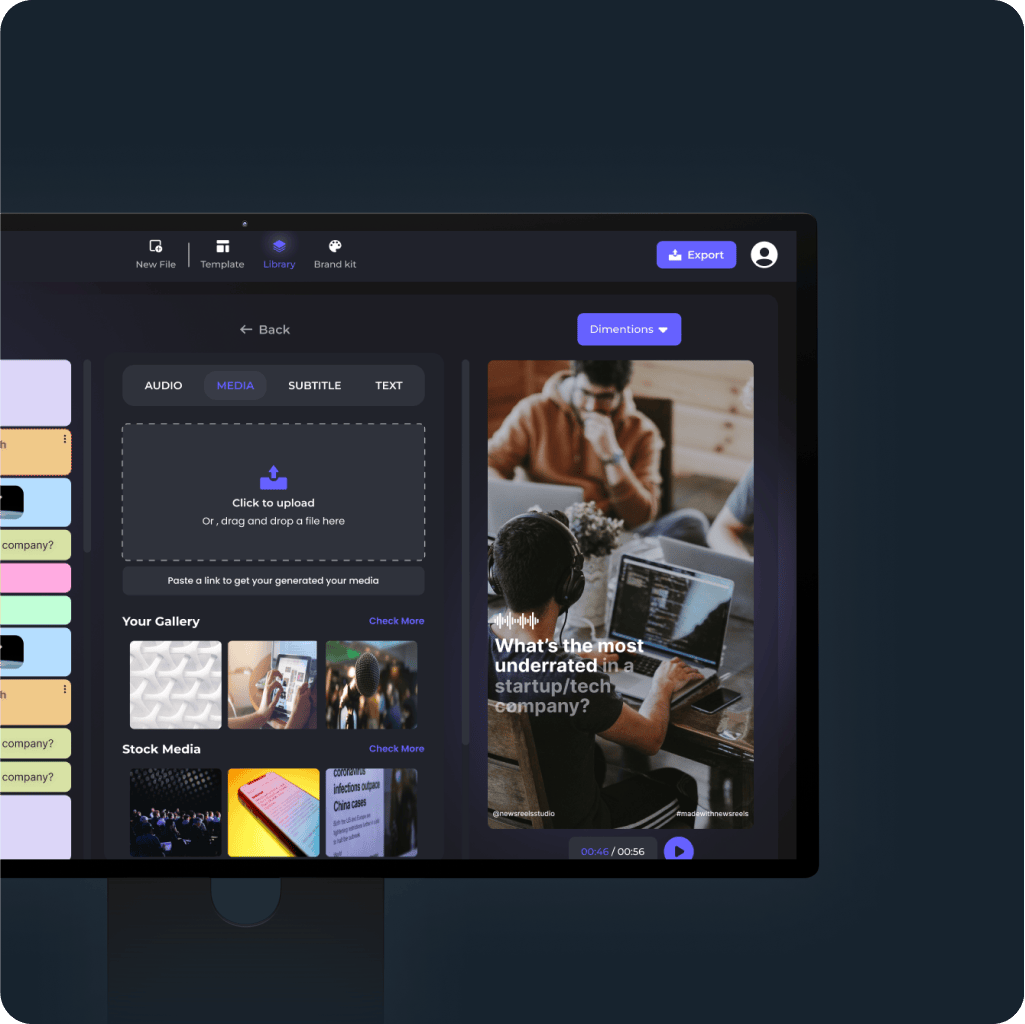 New File
Template
Library
Brand kit
Export
Back
Dimentions
h
company?
h
company?
company?
AUDIO
MEDIA
SUBTITLE
TEXT
Click to upload
Or , drag and drop a file here
Paste a link to get your generated your media
Your Gallery
Check More
Stock Media
Check More
coronavirus
infections outpace
China cases
What's the most
underrated in a
startup/tech
company?
@newsreelsstudio
#madewithnewsreels
00:46 / 00:56